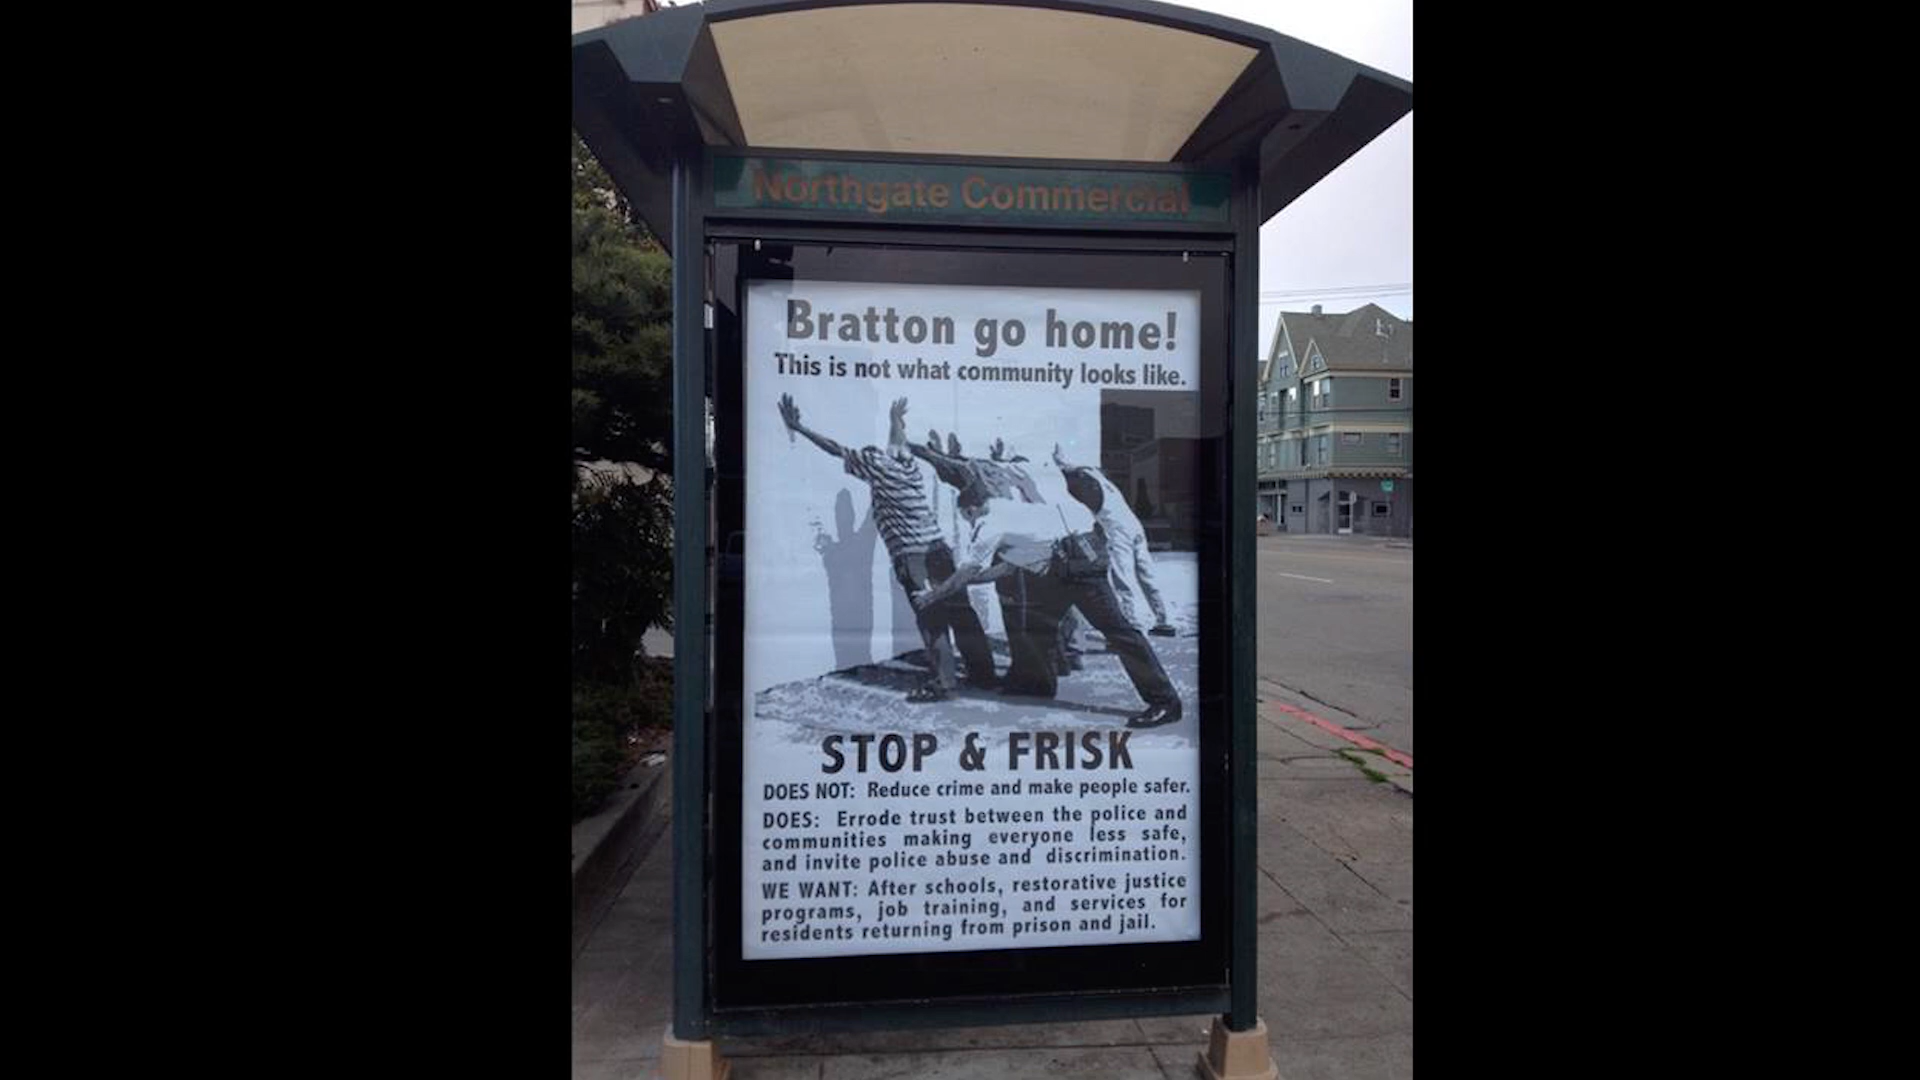 Northgate Commercial
Bratton go home!
This is not what community looks like.
STOP & FRISK
DOES NOT: Reduce crime and make people safer.
DOES: Errode trust between the police and
communities making everyone less safe,
and invite police abuse and discrimination.
WE WANT: After schools, restorative justice
programs, job training, and services for
residents returning from prison and jail.